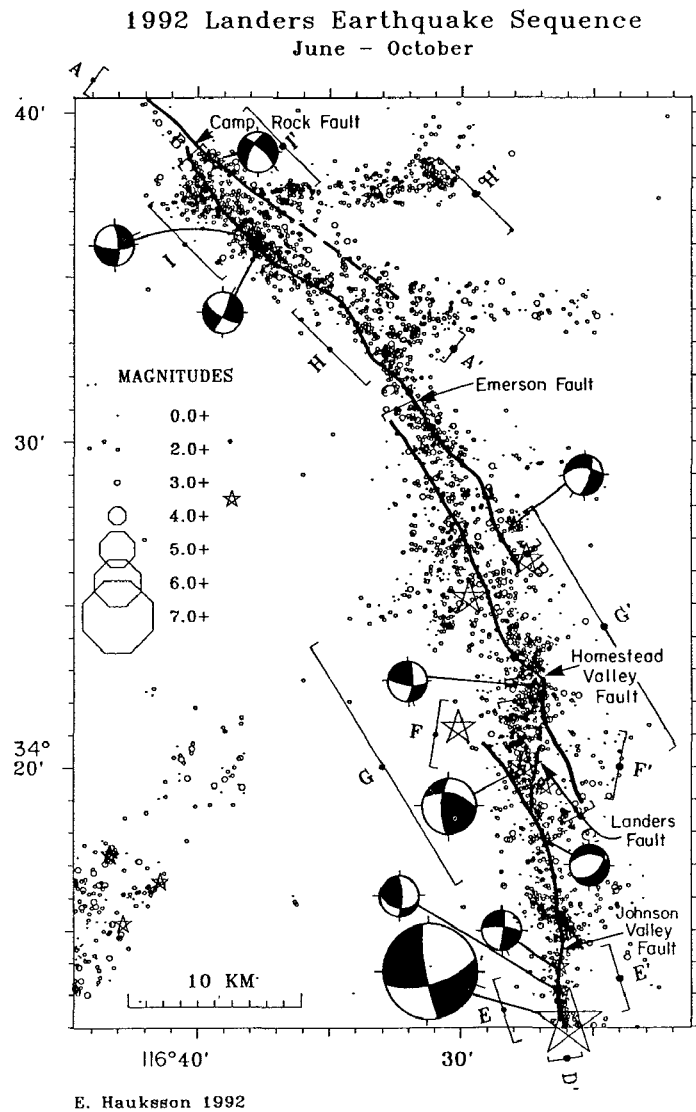 1992 Landers Earthquake Sequence
June – October
A
40'
Camp Rock Fault
B
I'
H'
I
H
A'
MAGNITUDES
C
Emerson Fault
0.0+
30'
2.0+
3.0+
4.0+
5.0+
6.0+
7.0+
B'
G'
Homestead
Valley
Fault
F
34°
20'
G
F'
Landers
Fault
Johnson
Valley
Fault
10 KM
E'
E
116°40'
30'
D'
E. Hauksson 1992